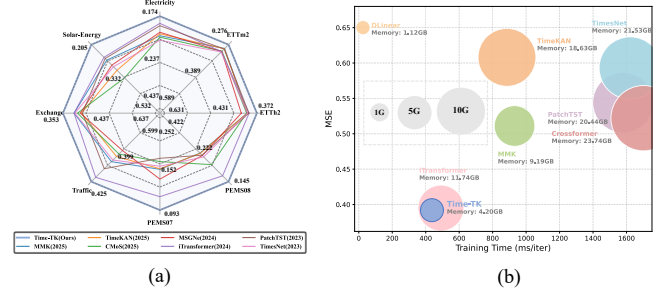 (a)
Electricity
0.174
ETTm2
0.276
Solar-Energy
0.205
0.237
0.389
0.332
0.437
0.589
0.532
0.631
0.431
0.372
ETTh2
Exchange
0.353
0.437
0.637
0.422
0.599
0.252
0.399
0.222
0.152
Traffic
0.425
PEMS08
0.145
PEMS07
0.093
Time-TK(Ours) TimeKAN(2025) MSGNe(2024) PatchTST(2023)
MMK(2025) CMoS(2025) iTransformer(2024) TimesNet(2023)
(a)
(b)
MSE
0.65
0.60
0.55
0.50
0.45
0.40
DLinear
Memory: 1.12GB
TimeKAN
Memory: 18.63GB
TimesNet
Memory: 21.53GB
1G
5G
10G
PatchTST
Memory: 20.44GB
Crossformer
Memory: 23.74GB
MMK
Memory: 9.19GB
iTransformer
Memory: 11.74GB
Time-TK
Memory: 4.20GB
0 200 400 600 800 1000 1200 1400 1600
Training Time (ms/iter)
(b)